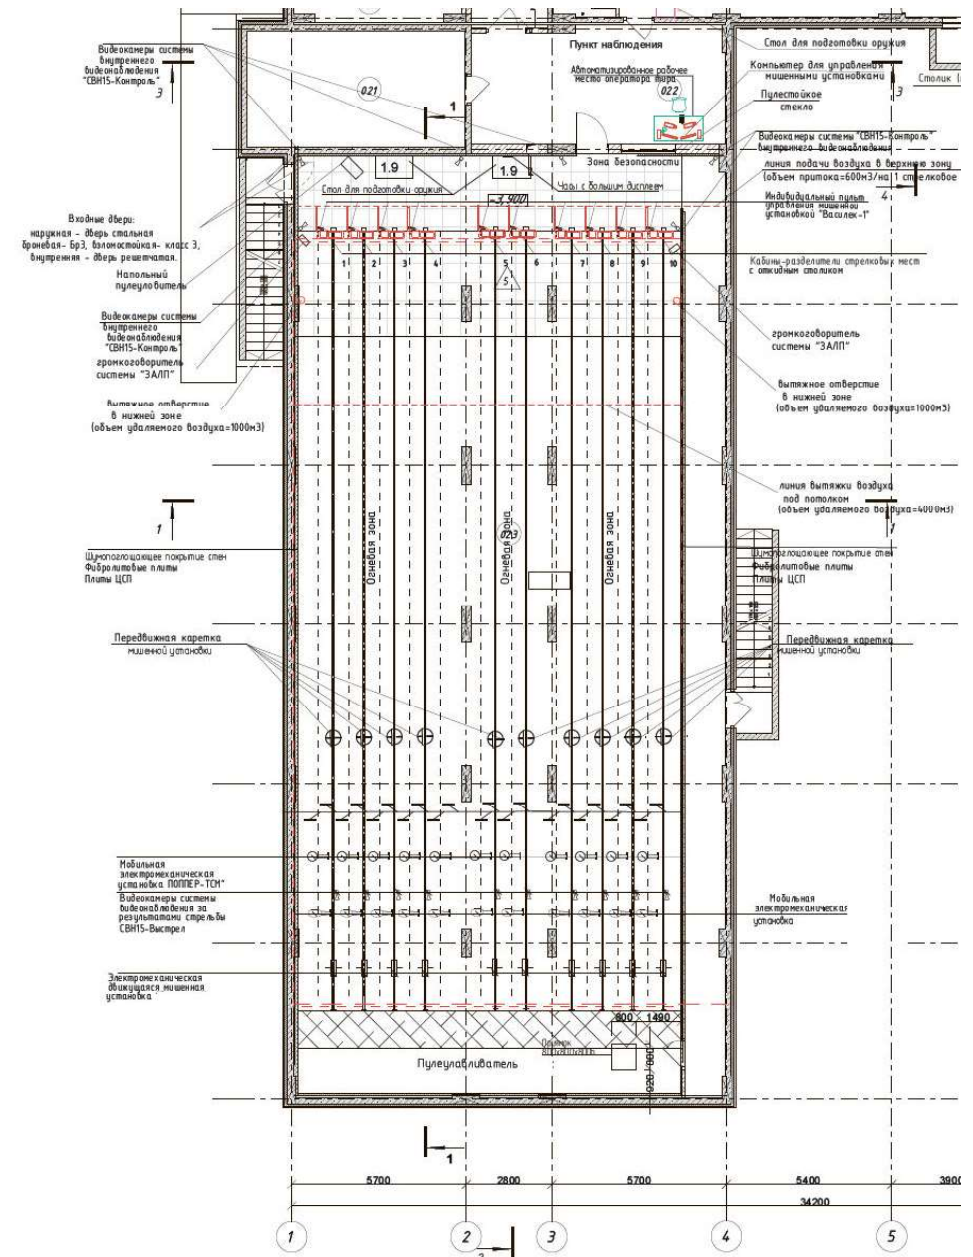 Пункт наблюдения
Автоматизированное рабочее
место оператора тира
021
022
Видеокамеры системы
внутреннего
видеонаблюдения
"СВН15-Контроль"
3
1
Стол для подготовки оружия
Компьютер для управления
мишенными установками
3
Столик
Пулестойкое
стекло
Видеокамеры системы "СВН15-Контроль"
внутреннего видеонаблюдения
линия подачи воздуха в верхнюю зону
(объем притока=600м3/на 1 стрелковое
4
Индивидуальный пульт
управления мишенной
установкой "Василек-1"
Кабины-разделители стрелковых мест
с откидным столиком
1.9
1.9
Зона безопасности
Стол для подготовки оружия
Часы с большим дисплеем
-3,900
Входные двери:
наружная - дверь стальная
броневая- Бр3, взломостойкая- класс 3,
внутренняя - дверь решетчатая.
Напольный
пулеуловитель
Видеокамеры системы
внутреннего
видеонаблюдения
"СВН15-Контроль"
громкоговоритель
системы "ЗАЛП"
вытяжное отверстие
в нижней зоне
(объем удаляемого воздуха=1000м3)
1 2 3 4 5 6 7 8 9 10
5
громкоговоритель
системы "ЗАЛП"
вытяжное отверстие
в нижней зоне
(объем удаляемого воздуха=1000м3)
линия вытяжки воздуха
под потолком
(объем удаляемого воздуха=4000м3)
1
1
Огневая зона
Огневая зона
Огневая зона
023
Шумопоглощающее покрытие стен
Фибролитовые плиты
Плиты ЦСП
Шумопоглощающее покрытие стен
Фибролитовые плиты
Плиты ЦСП
Передвижная каретка
мишенной установки
Передвижная каретка
мишенной установки
Мобильная
электромеханическая
установка ПОППЕР-ТСМ"
Видеокамеры системы
видеонаблюдения за
результатами стрельбы
СВН15-Выстрел
Мобильная
электромеханическая
установка
Электромеханическая
движущаяся мишенная
установка
800 1490
Приямок
Пулеулавливатель
1
5700 2800 5700 5400 3900
34200
1 2 3 4 5